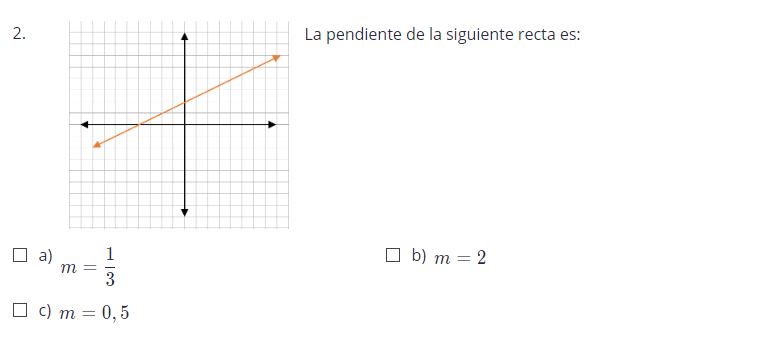 2. La pendiente de la siguiente recta es:
a) m = 1/3
b) m = 2
c) m = 0,5